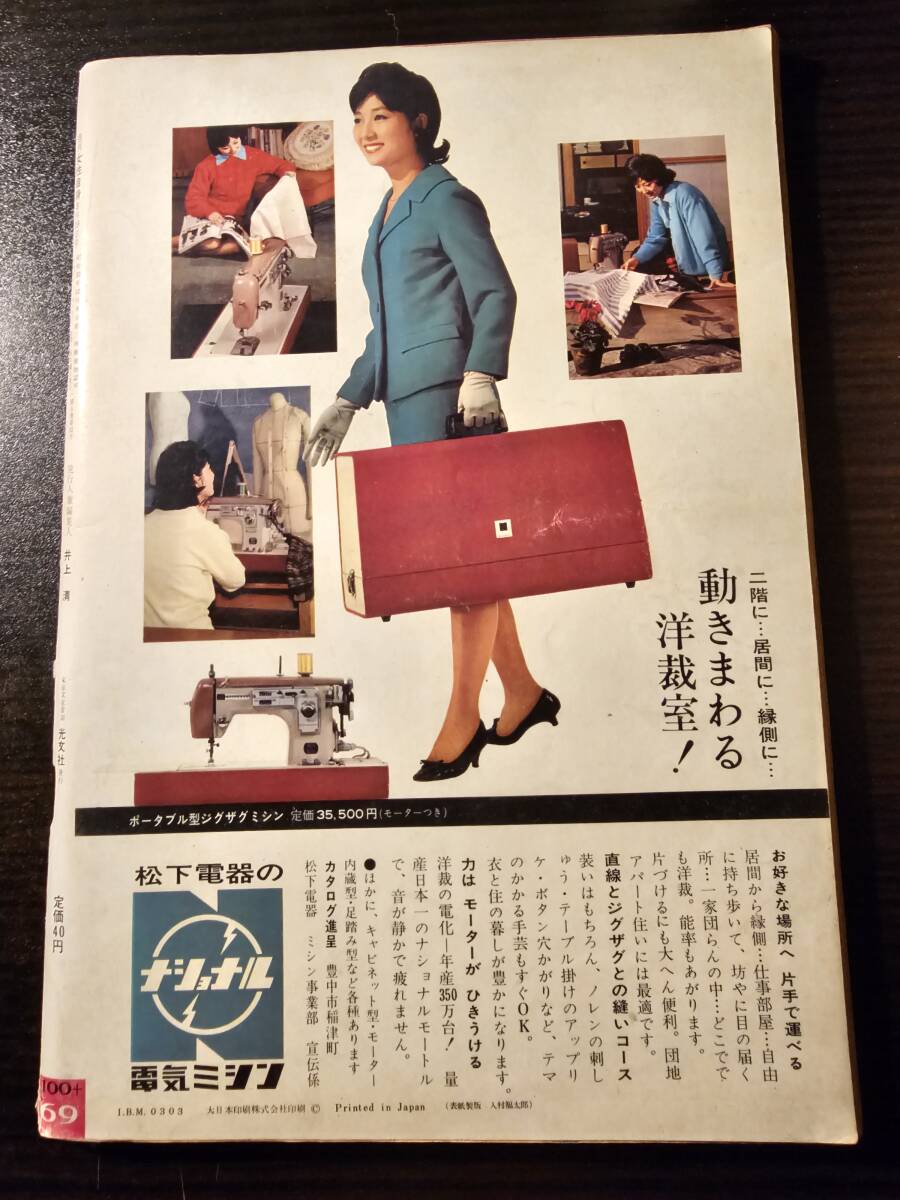 二階に…居間に…縁側に…
動きまわる
洋裁室！
ポータブル型ジグザグミシン 定価35,500円(モーターつき)
お好きな場所へ 片手で運べる
居間から縁側…仕事部屋…自由
に持ち歩いて、坊やに目の届く
所…一家団らんの中…どこでで
も洋裁。能率もあがります。
片づけるにも大へん便利。団地
アパート住いには最適です。
直線とジグザグとの縫いコース
装いはもちろん、ノレンの刺し
ゅう・テーブル掛けのアップリ
ケ・ボタン穴かがりなど、テマ
のかかる手芸もすぐOK。
衣と住の暮しが豊かになります。
力は モーターが ひきうける
洋裁の電化―年産350万台！ 量
産日本一のナショナルモートル
で、音が静かで疲れません。
●ほかに、キャビネット型・モーター
内蔵型・足踏み型など各種あります
カタログ進呈 豊中市稲津町
松下電器 ミシン事業部 宣伝係
松下電器の
ナショナル
電気ミシン
井上 清
光文社
定価40円
100+
69
I.B.M. 0303 大日本印刷株式会社印刷 © Printed in Japan (表紙製版 入村福太郎)